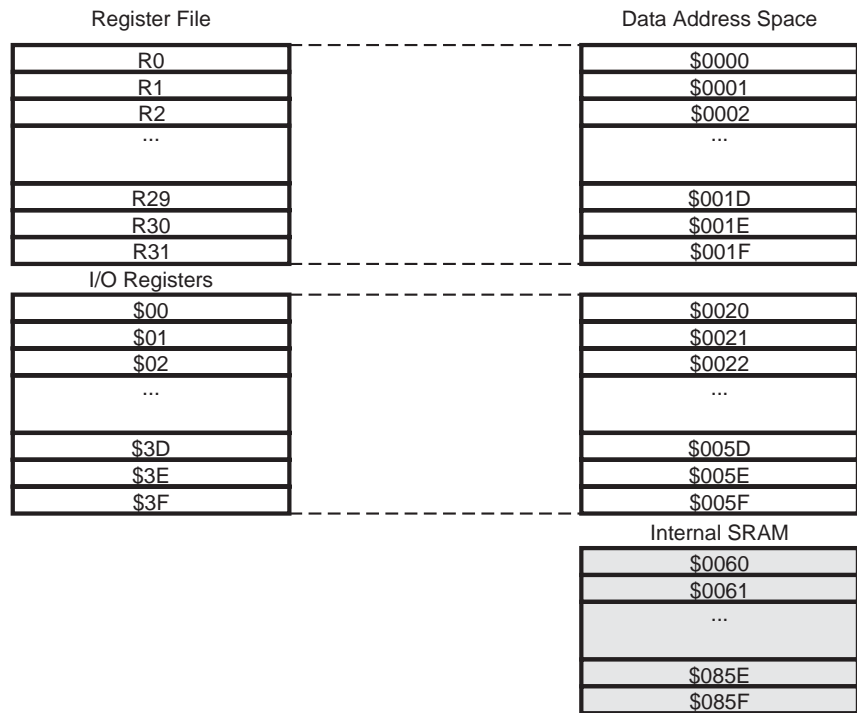 Register File Data Address Space
R0 $0000
R1 $0001
R2 $0002
... ...
R29 $001D
R30 $001E
R31 $001F
I/O Registers
$00 $0020
$01 $0021
$02 $0022
... ...
$3D $005D
$3E $005E
$3F $005F
Internal SRAM
$0060
$0061
...
$085E
$085F